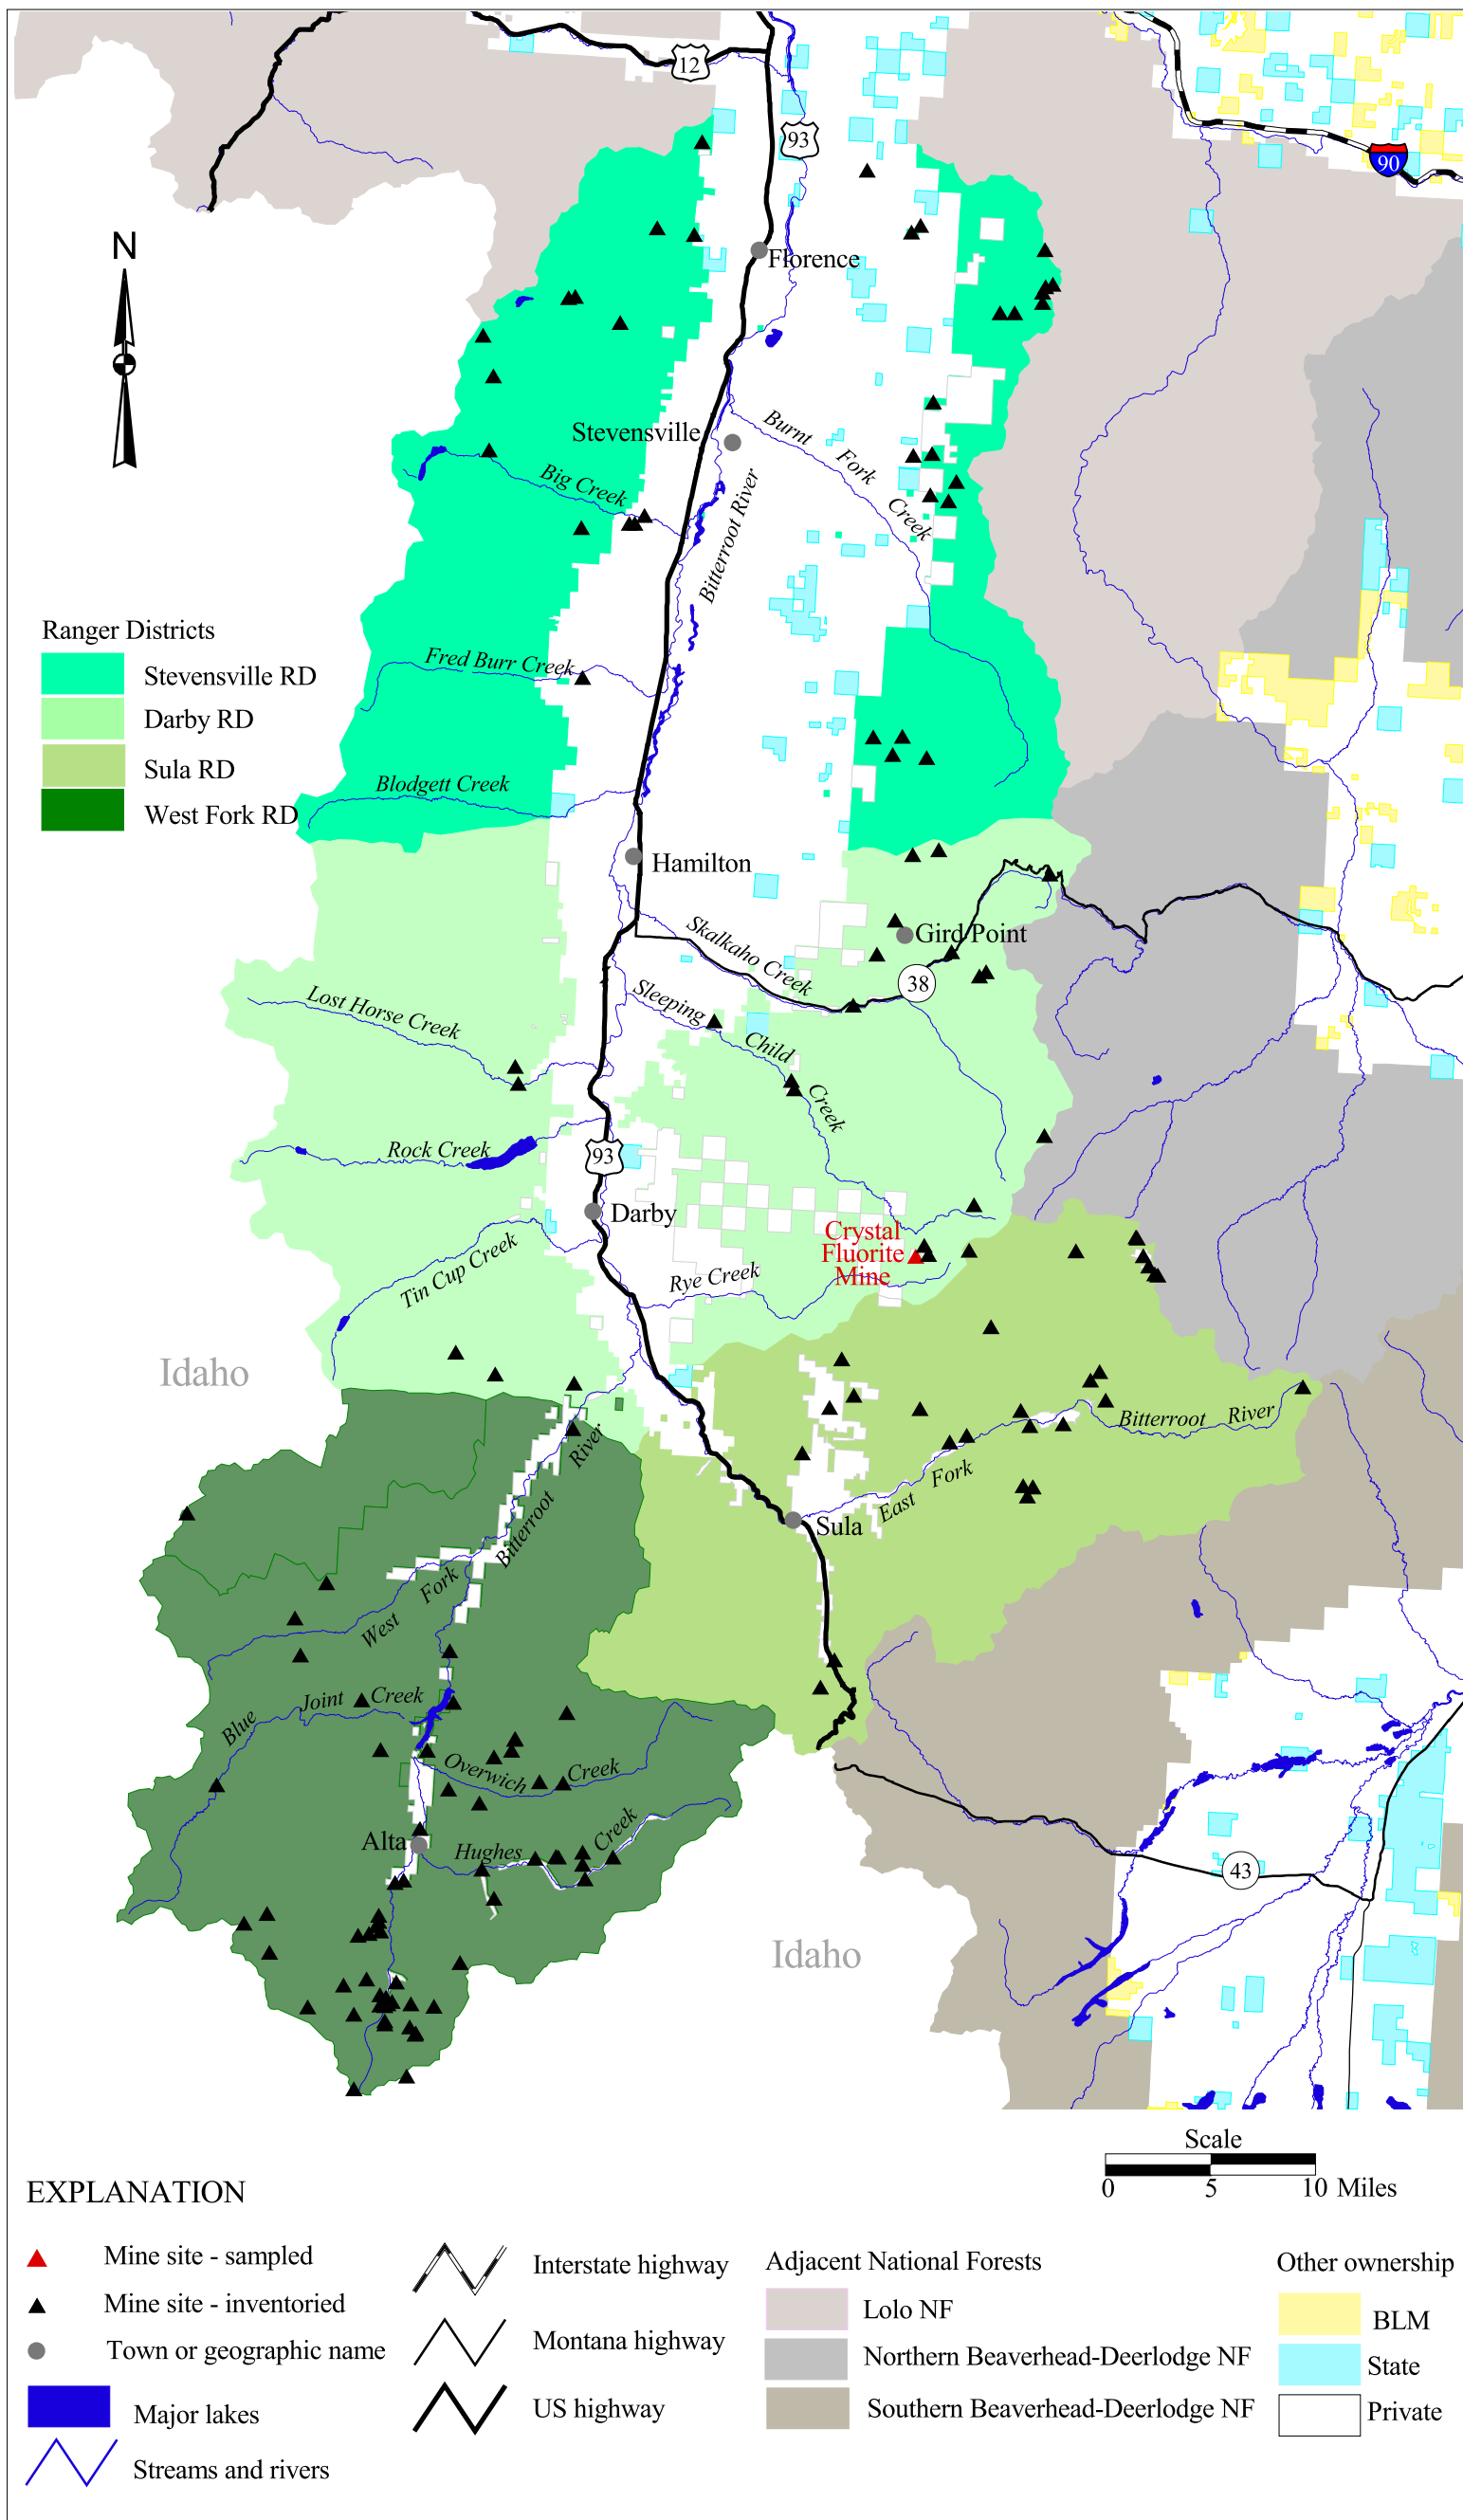 12
93
90
N
Florence
Stevensville
Burnt Fork Creek
Big Creek
Bitterroot River
Ranger Districts
Stevensville RD
Darby RD
Sula RD
West Fork RD
Fred Burr Creek
Blodgett Creek
Hamilton
Skalkaho Creek
Gird Point
38
Sleeping Child Creek
Lost Horse Creek
Rock Creek
93
Darby
Crystal
Fluorite
Mine
Tin Cup Creek
Rye Creek
Idaho
Bitterroot River
East Fork
Sula
West Fork Bitterroot River
Blue Joint Creek
Overwich Creek
Alta
Hughes Creek
43
Idaho
Scale
0 5 10 Miles
EXPLANATION
Mine site - sampled
Mine site - inventoried
Town or geographic name
Major lakes
Streams and rivers
Interstate highway
Montana highway
US highway
Adjacent National Forests
Lolo NF
Northern Beaverhead-Deerlodge NF
Southern Beaverhead-Deerlodge NF
Other ownership
BLM
State
Private